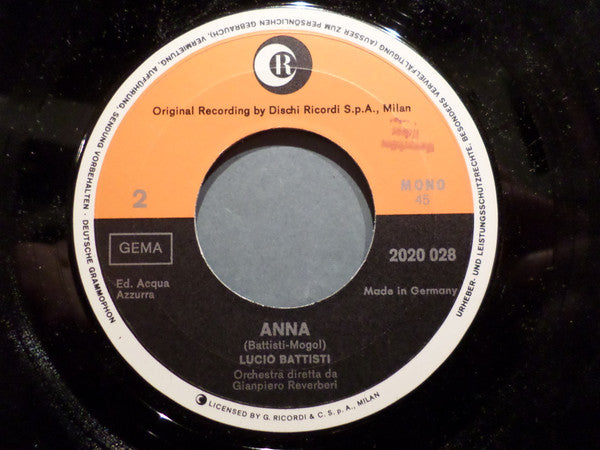 R
Original Recording by Dischi Ricordi S.p.A., Milan
2
MONO
45
GEMA
2020 028
Ed. Acqua
Azzurra
Made in Germany
ANNA
(Battisti-Mogol)
LUCIO BATTISTI
Orchestra diretta da
Gianpiero Reverberi
URHEBER- UND LEISTUNGSSCHUTZRECHTE, BESONDERS VERVIELFÄLTIGUNG (AUSSER ZUM PERSÖNLICHEN GEBRAUCH), VERMIETUNG, AUFFÜHRUNG, SENDUNG VORBEHALTEN · DEUTSCHE GRAMMOPHON
LICENSED BY G. RICORDI & C. S. p. A., MILAN